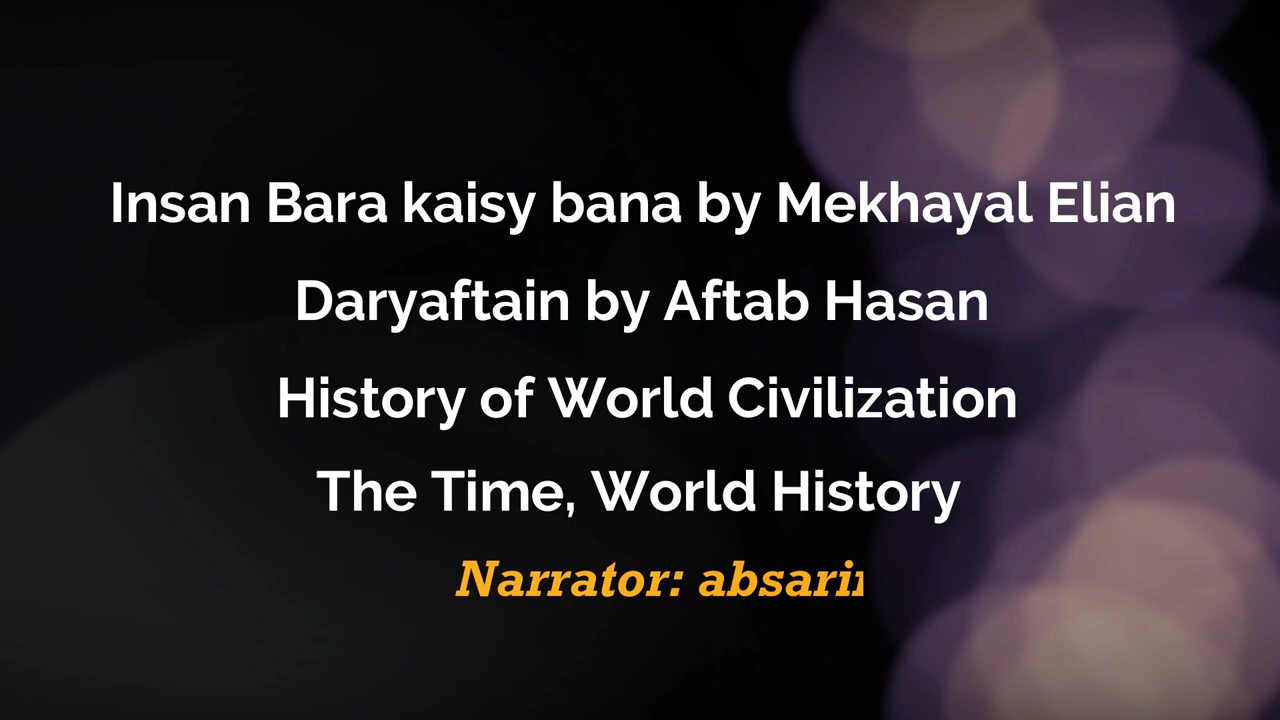 Insan Bara kaisy bana by Mekhayal Elian
Daryaftain by Aftab Hasan
History of World Civilization
The Time, World History
Narrator: